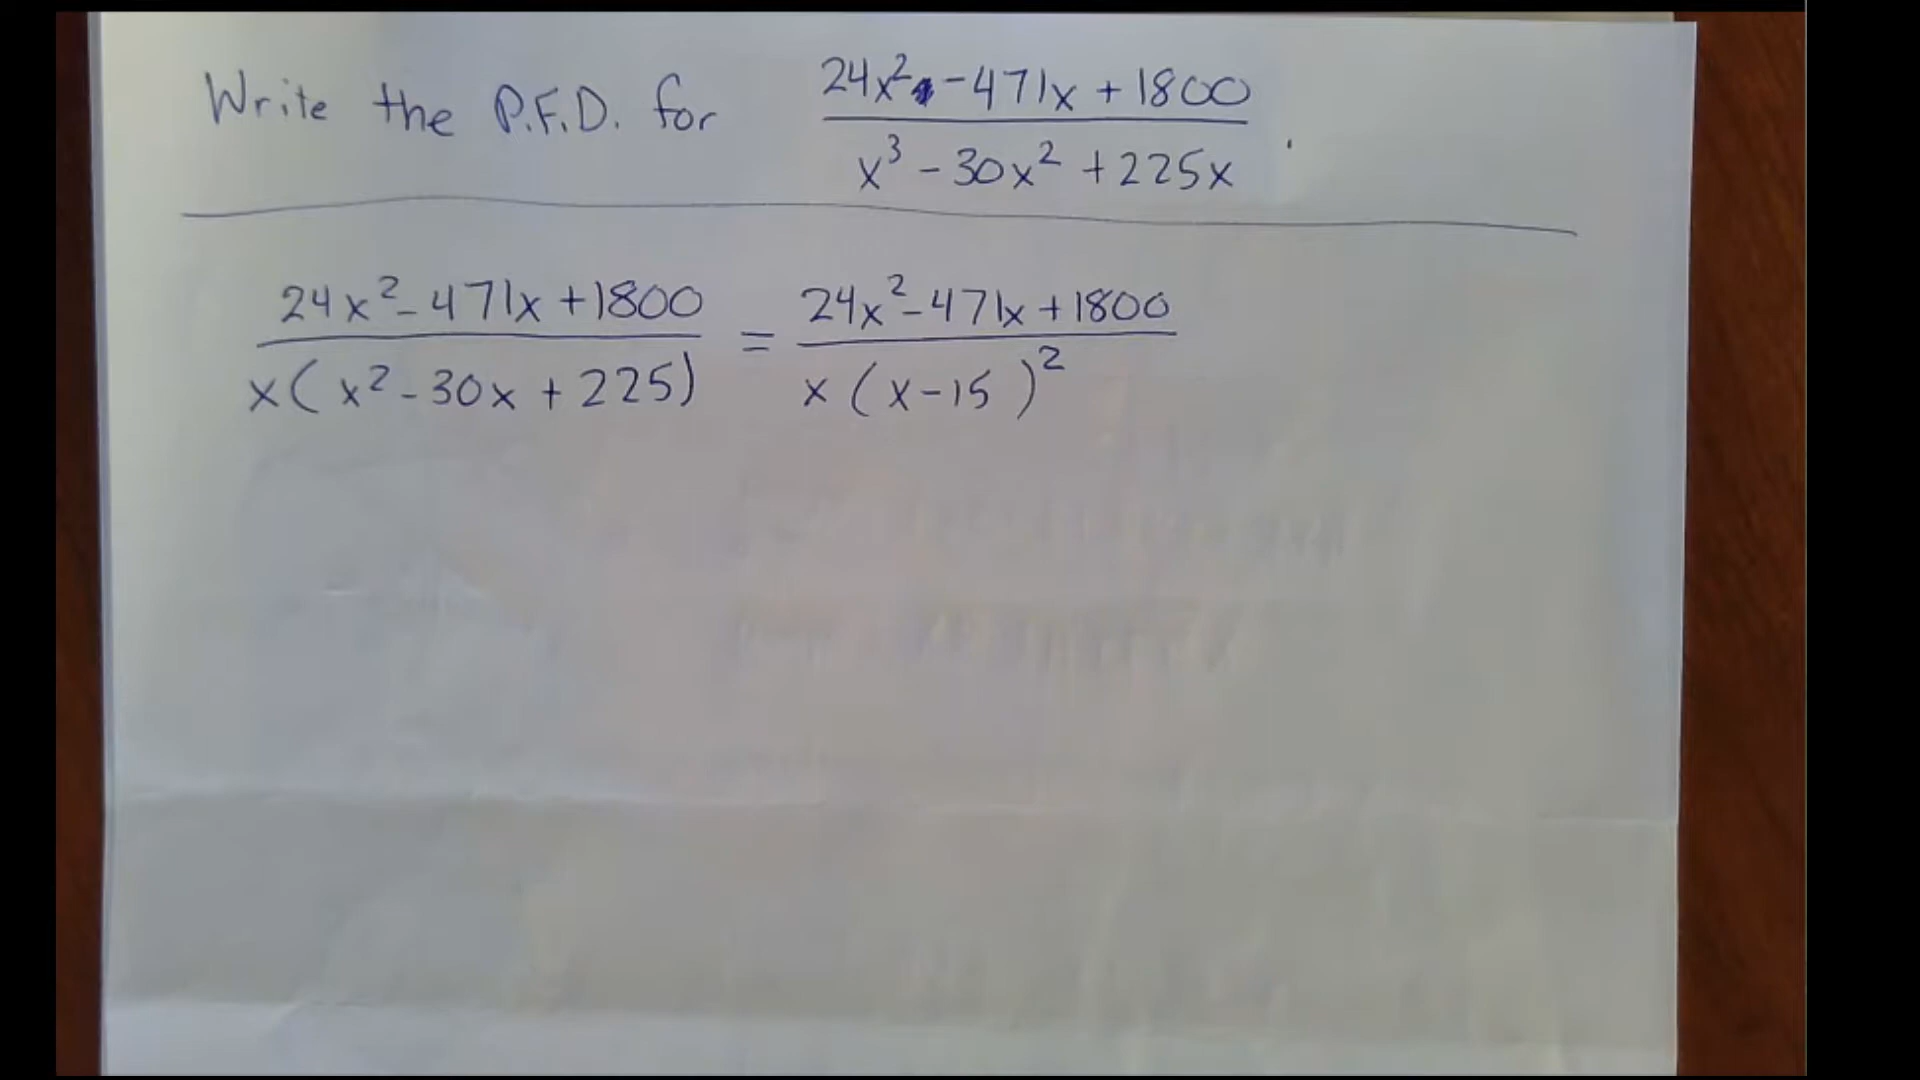 Write the P.F.D. for 24x² - 471x + 1800 / x³ - 30x² + 225x .
24x² - 471x + 1800 / x(x² - 30x + 225) = 24x² - 471x + 1800 / x(x - 15)²